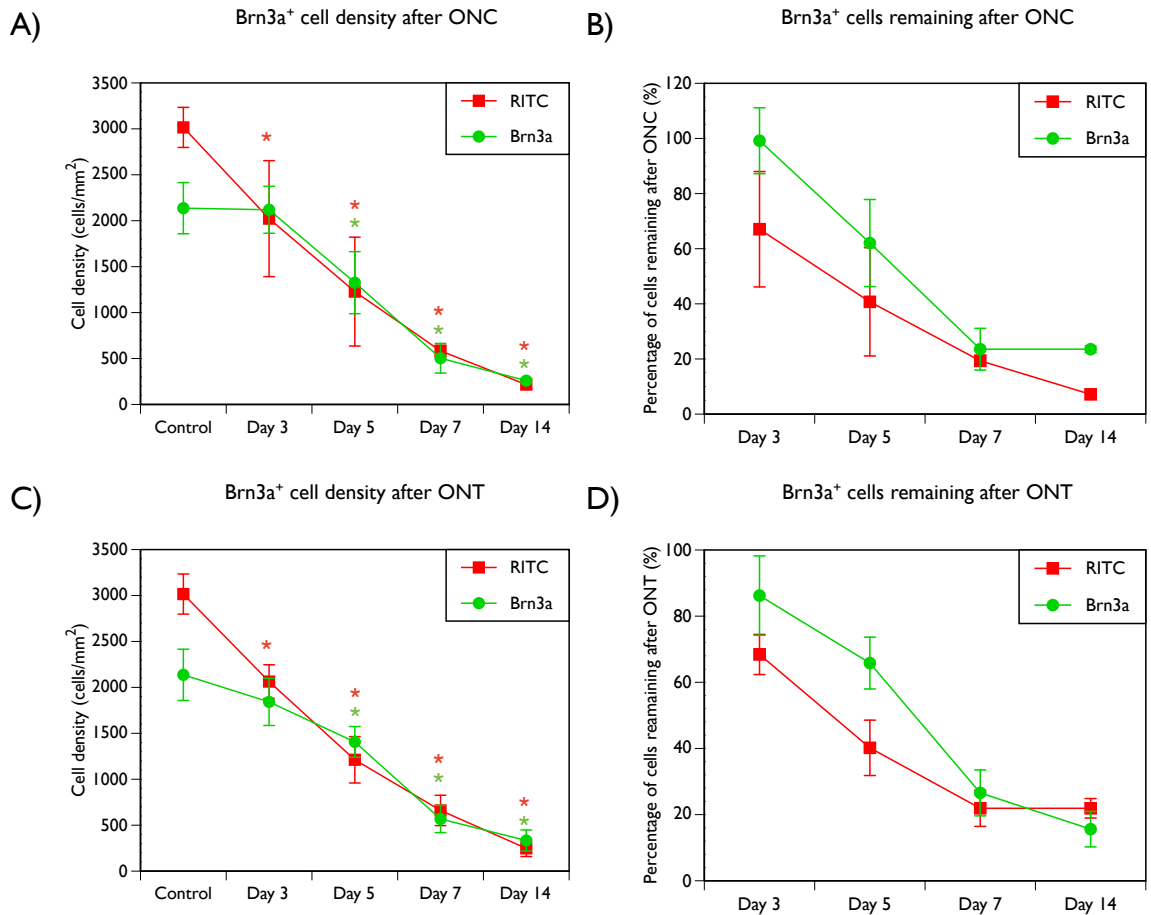 A)
Brn3a⁺ cell density after ONC
Cell density (cells/mm²)
3500
3000
2500
2000
1500
1000
500
0
RITC
Brn3a
*
*
*
*
*
*
*
Control Day 3 Day 5 Day 7 Day 14
B)
Brn3a⁺ cells remaining after ONC
Percentage of cells remaining after ONC (%)
120
100
80
60
40
20
0
RITC
Brn3a
Day 3 Day 5 Day 7 Day 14
C)
Brn3a⁺ cell density after ONT
Cell density (cells/mm²)
3500
3000
2500
2000
1500
1000
500
0
RITC
Brn3a
*
*
*
*
*
*
*
Control Day 3 Day 5 Day 7 Day 14
D)
Brn3a⁺ cells remaining after ONT
Percentage of cells reamaining after ONT (%)
100
80
60
40
20
0
RITC
Brn3a
Day 3 Day 5 Day 7 Day 14